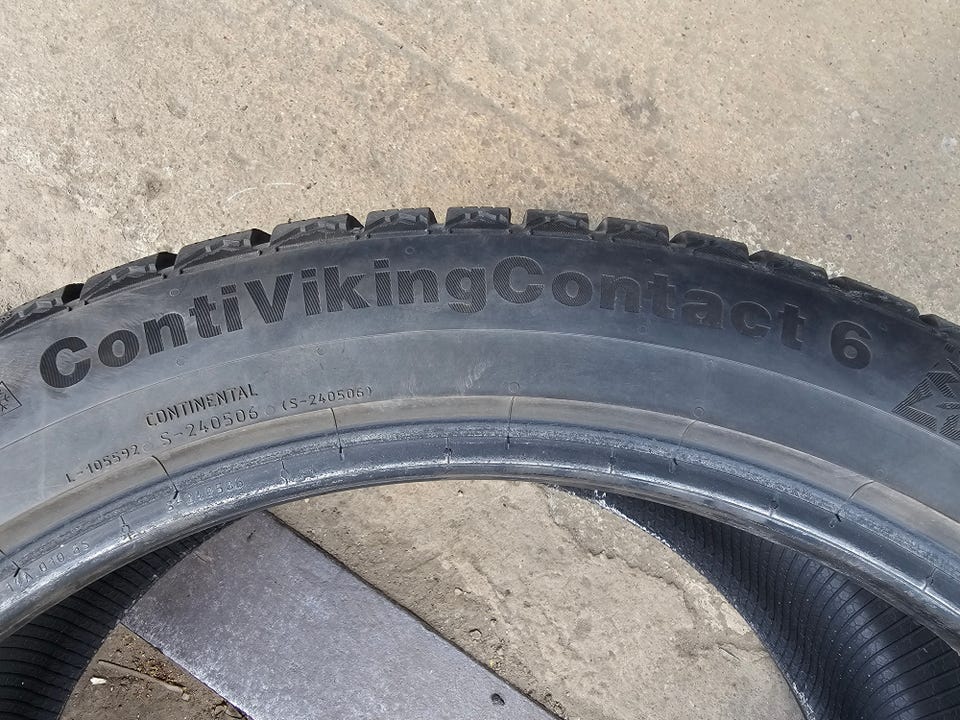 ContiVikingContact 6
CONTINENTAL
L-105592 S-240506 (S-240506)